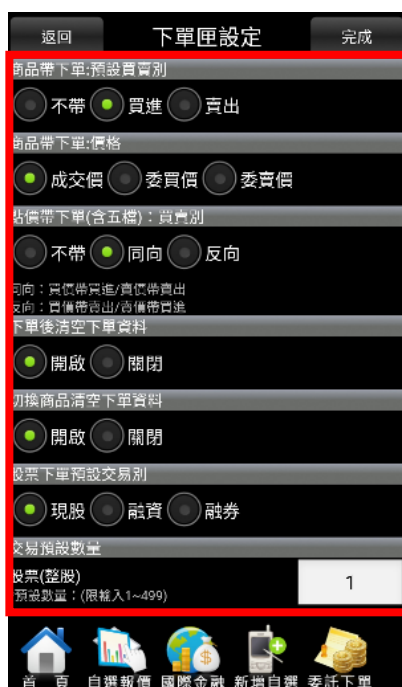 返回 下單匣設定 完成
商品帶下單:預設買賣別
不帶 買進 賣出
商品帶下單:價格
成交價 委買價 委賣價
點價帶下單(含五檔)：買賣別
不帶 同向 反向
同向：買價帶買進/賣價帶賣出
反向：買價帶賣出/賣價帶買進
下單後清空下單資料
開啟 關閉
切換商品清空下單資料
開啟 關閉
股票下單預設交易別
現股 融資 融券
交易預設數量
股票(整股)
預設數量：(限輸入1~499)
1
首 頁 自選報價 國際金融 新增自選 委託下單